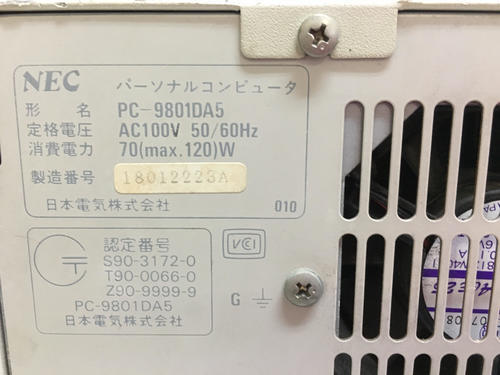 NEC パーソナルコンピュータ
形 名 PC-9801DA5
定格電圧 AC100V 50/60Hz
消費電力 70(max.120)W
製造番号 18012223A
日本電気株式会社 010
認定番号
S90-3172-0
T90-0066-0
Z90-9999-9
PC-9801DA5
日本電気株式会社
VCI
G